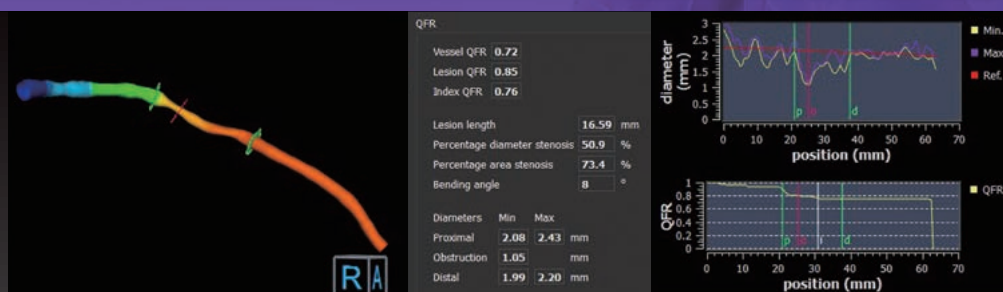 R A
QFR
Vessel QFR 0.72
Lesion QFR 0.85
Index QFR 0.76
Lesion length 16.59 mm
Percentage diameter stenosis 50.9 %
Percentage area stenosis 73.4 %
Bending angle 8 °
Diameters Min Max
Proximal 2.08 2.43 mm
Obstruction 1.05 mm
Distal 1.99 2.20 mm
diameter
(mm)
3
2.5
2
1.5
1
0.5
0
p d
0 10 20 30 40 50 60 70
position (mm)
Min.
Max
Ref.
QFR
1
0.8
0.6
0.4
0.2
0
p i d
0 10 20 30 40 50 60 70
position (mm)
QFR